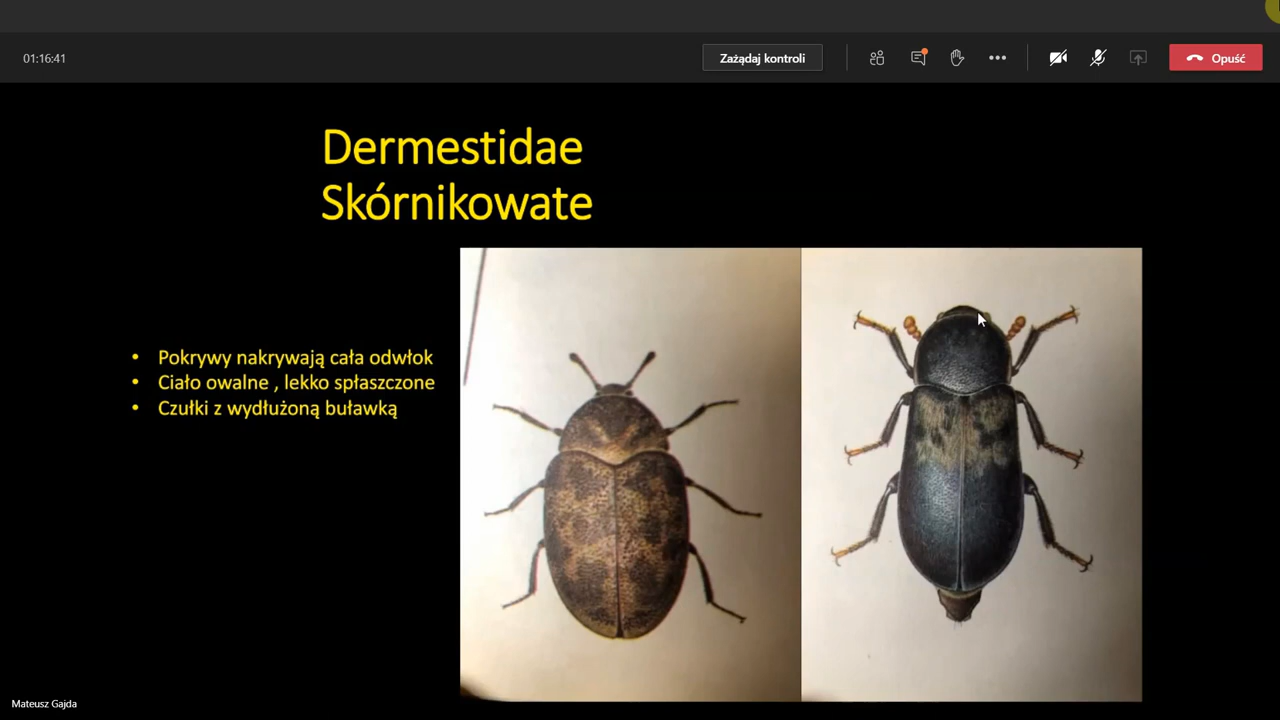 01:16:41
Zażądaj kontroli
Opuść
Dermestidae
Skórnikowate
• Pokrywy nakrywają cała odwłok
• Ciało owalne , lekko spłaszczone
• Czułki z wydłużoną buławką
Mateusz Gajda